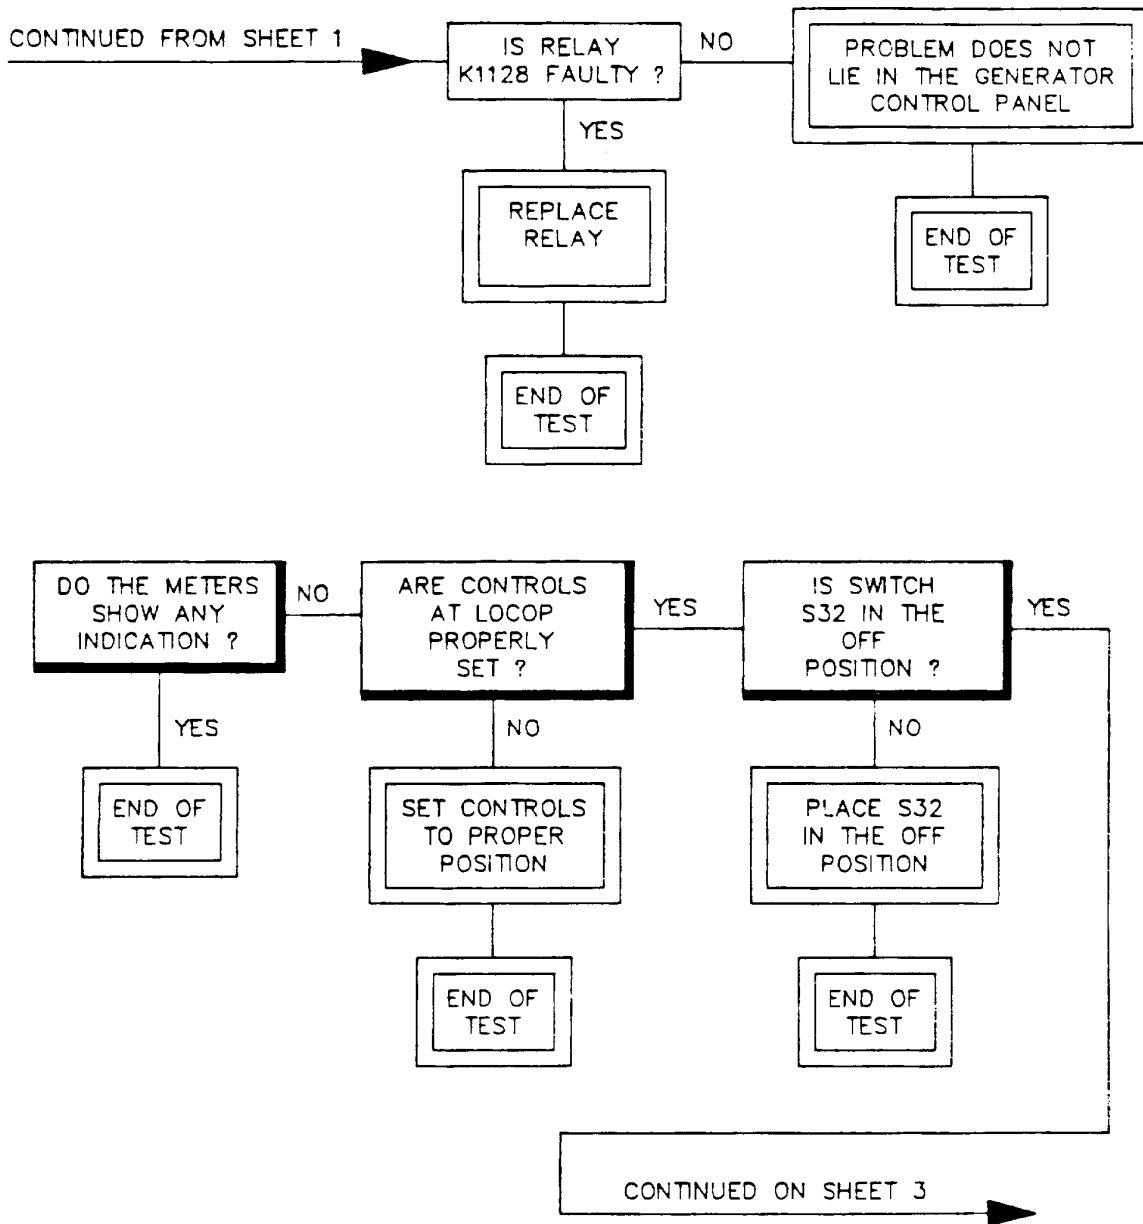 CONTINUED FROM SHEET 1
IS RELAY
K1128 FAULTY ?
NO
PROBLEM DOES NOT
LIE IN THE GENERATOR
CONTROL PANEL
YES
REPLACE
RELAY
END OF
TEST
END OF
TEST
DO THE METERS
SHOW ANY
INDICATION ?
NO
ARE CONTROLS
AT LOCOP
PROPERLY
SET ?
YES
IS SWITCH
S32 IN THE
OFF
POSITION ?
YES
YES
NO
NO
END OF
TEST
SET CONTROLS
TO PROPER
POSITION
PLACE S32
IN THE OFF
POSITION
END OF
TEST
END OF
TEST
CONTINUED ON SHEET 3